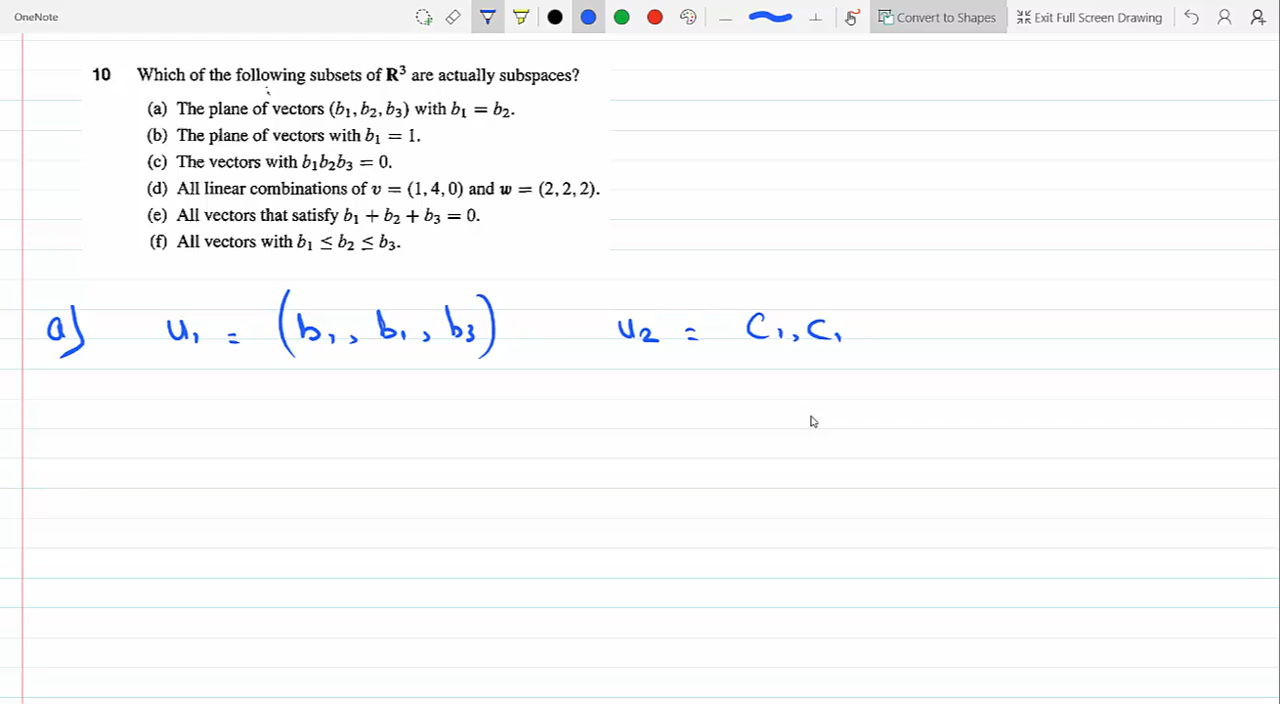 OneNote
Convert to Shapes Exit Full Screen Drawing
10 Which of the following subsets of R³ are actually subspaces?
(a) The plane of vectors (b₁, b₂, b₃) with b₁ = b₂.
(b) The plane of vectors with b₁ = 1.
(c) The vectors with b₁b₂b₃ = 0.
(d) All linear combinations of v = (1, 4, 0) and w = (2, 2, 2).
(e) All vectors that satisfy b₁ + b₂ + b₃ = 0.
(f) All vectors with b₁ ≤ b₂ ≤ b₃.
a) u₁ = (b₁, b₁, b₃) u₂ = C₁, C₁